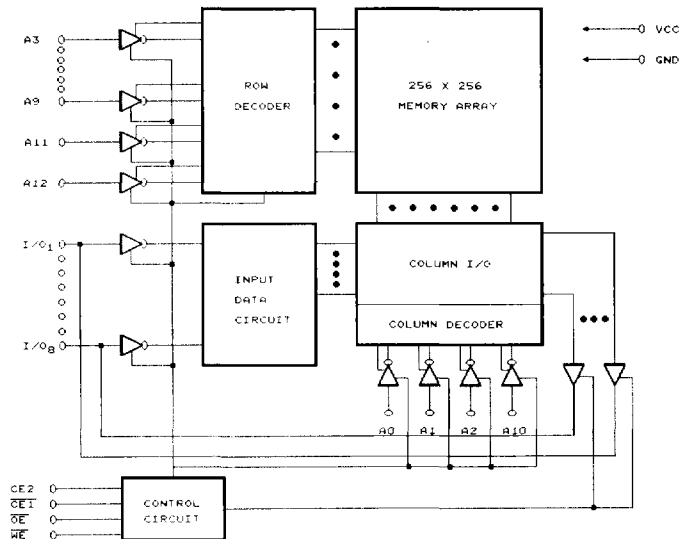 A3
A9
A11
A12
ROW
DECODER
256 X 256
MEMORY ARRAY
VCC
GND
I/O1
I/O8
INPUT
DATA
CIRCUIT
COLUMN I/O
COLUMN DECODER
A0 A1 A2 A10
CE2
CE1
OE
WE
CONTROL
CIRCUIT